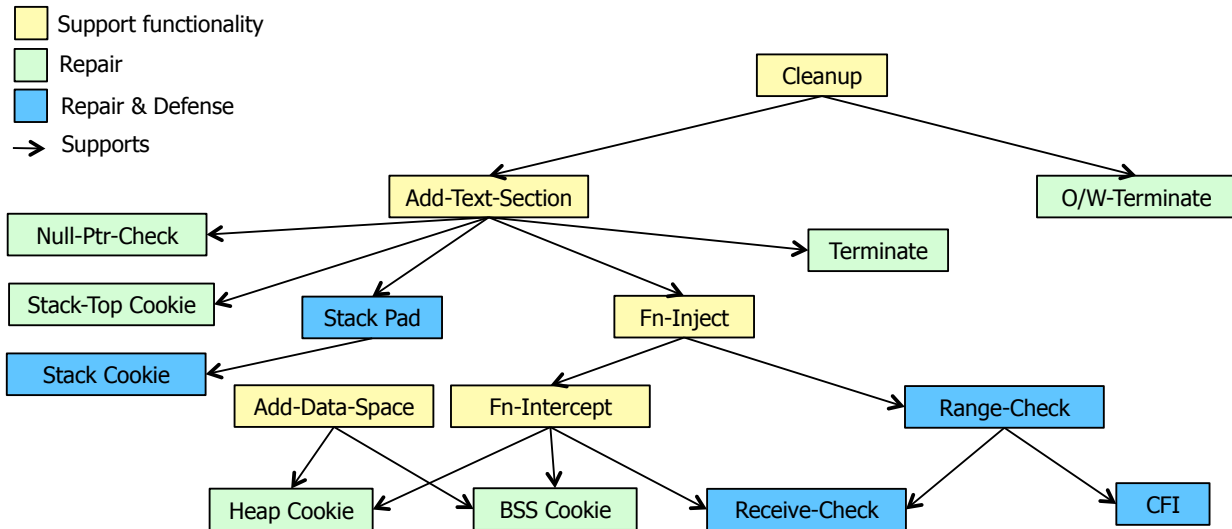 Support functionality
Repair
Repair & Defense
Supports
Cleanup
Add-Text-Section
O/W-Terminate
Null-Ptr-Check
Terminate
Stack-Top Cookie
Stack Pad
Fn-Inject
Stack Cookie
Add-Data-Space
Fn-Intercept
Range-Check
Heap Cookie
BSS Cookie
Receive-Check
CFI